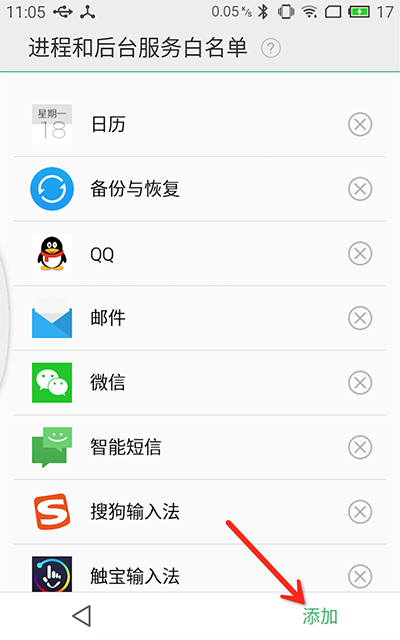 11:05 0.05 K/s 17
进程和后台服务白名单 ?
星期一
18
日历
备份与恢复
QQ
邮件
微信
智能短信
搜狗输入法
触宝输入法
添加